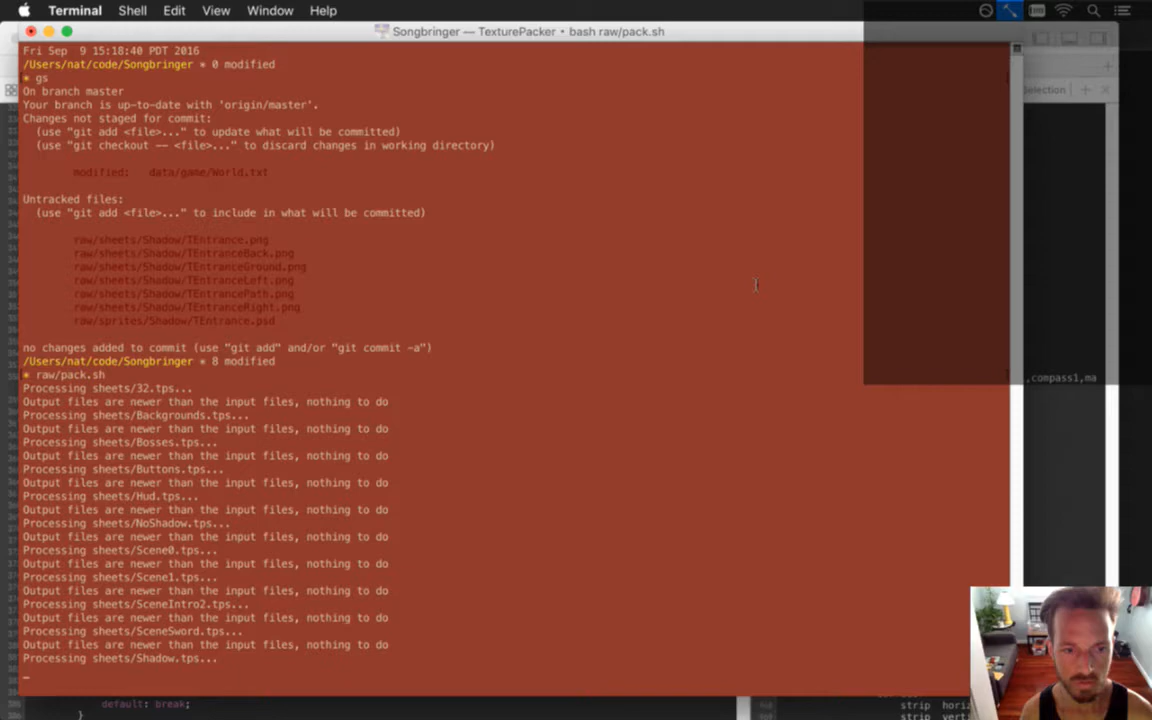 Terminal Shell Edit View Window Help
Songbringer — TexturePacker • bash raw/pack.sh
Fri Sep 9 15:18:40 PDT 2016
/Users/nat/code/Songbringer * 0 modified
* gs
On branch master
Your branch is up-to-date with 'origin/master'.
Changes not staged for commit:
(use "git add <file>..." to update what will be committed)
(use "git checkout -- <file>..." to discard changes in working directory)
modified: data/game/World.txt
Untracked files:
(use "git add <file>..." to include in what will be committed)
raw/sheets/Shadow/TEntrance.png
raw/sheets/Shadow/TEntranceBack.png
raw/sheets/Shadow/TEntranceGround.png
raw/sheets/Shadow/TEntranceLeft.png
raw/sheets/Shadow/TEntrancePath.png
raw/sheets/Shadow/TEntranceRight.png
raw/sprites/Shadow/TEntrance.psd
no changes added to commit (use "git add" and/or "git commit -a")
/Users/nat/code/Songbringer * 8 modified
* raw/pack.sh
Processing sheets/32.tps...
Output files are newer than the input files, nothing to do
Processing sheets/Backgrounds.tps...
Output files are newer than the input files, nothing to do
Processing sheets/Bosses.tps...
Output files are newer than the input files, nothing to do
Processing sheets/Buttons.tps...
Output files are newer than the input files, nothing to do
Processing sheets/Hud.tps...
Output files are newer than the input files, nothing to do
Processing sheets/NoShadow.tps...
Output files are newer than the input files, nothing to do
Processing sheets/Scene0.tps...
Output files are newer than the input files, nothing to do
Processing sheets/Scene1.tps...
Output files are newer than the input files, nothing to do
Processing sheets/SceneIntro2.tps...
Output files are newer than the input files, nothing to do
Processing sheets/SceneSword.tps...
Output files are newer than the input files, nothing to do
Processing sheets/Shadow.tps...
Selection
,compass1,ma
default: break;
}
strip hori
strip vert